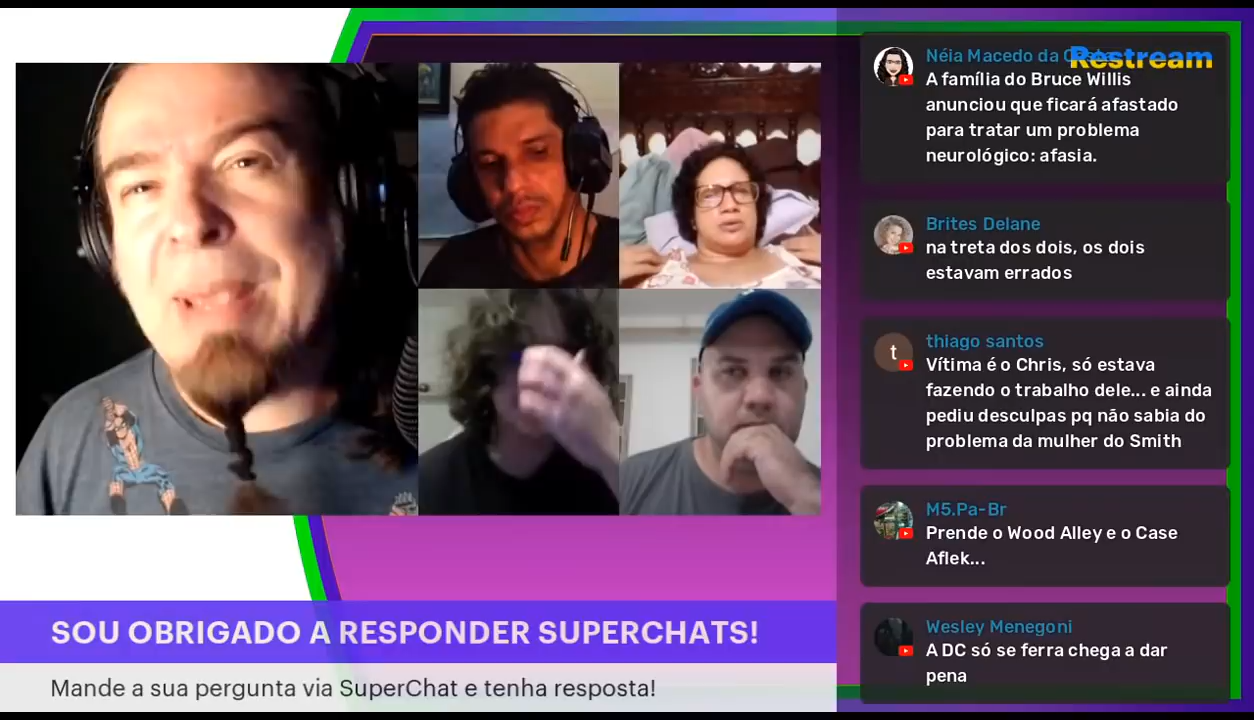 Néia Macedo da Costa
Restream
A família do Bruce Willis
anunciou que ficará afastado
para tratar um problema
neurológico: afasia.
Brites Delane
na treta dos dois, os dois
estavam errados
t
thiago santos
Vítima é o Chris, só estava
fazendo o trabalho dele... e ainda
pediu desculpas pq não sabia do
problema da mulher do Smith
M5.Pa-Br
Prende o Wood Alley e o Case
Aflek...
Wesley Menegoni
A DC só se ferra chega a dar
pena
SOU OBRIGADO A RESPONDER SUPERCHATS!
Mande a sua pergunta via SuperChat e tenha resposta!